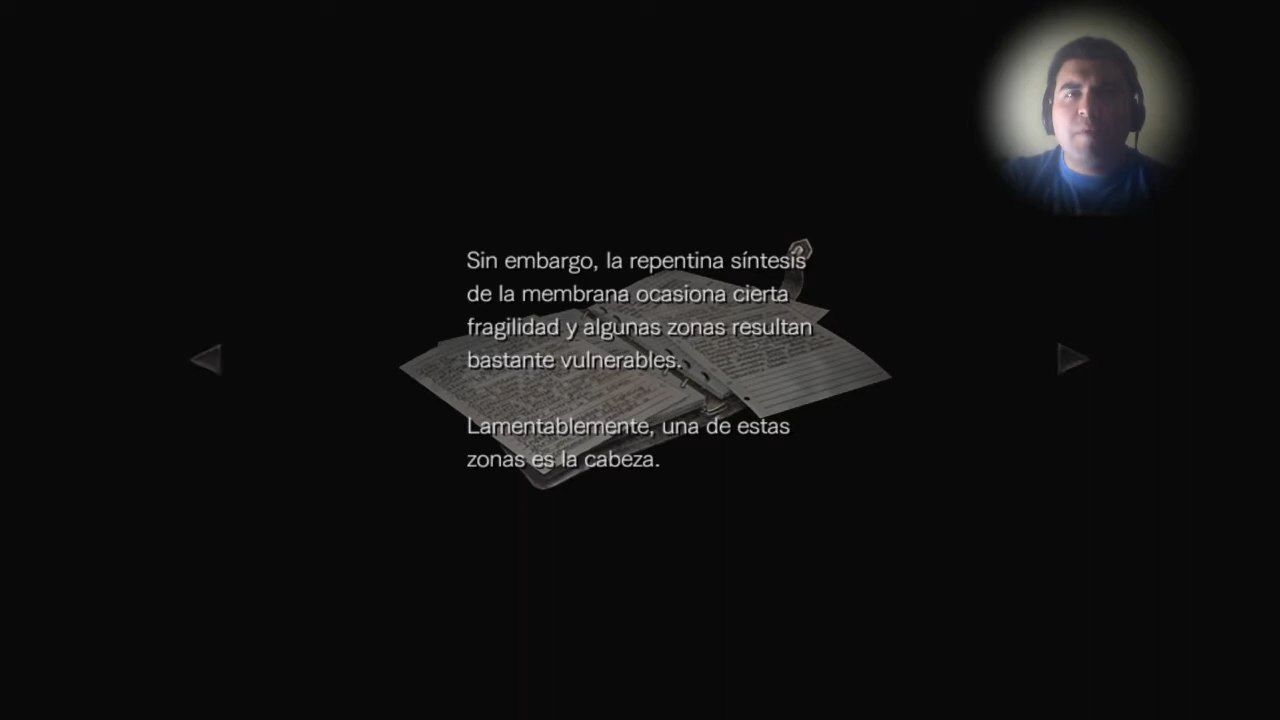 Sin embargo, la repentina síntesis
de la membrana ocasiona cierta
fragilidad y algunas zonas resultan
bastante vulnerables.
Lamentablemente, una de estas
zonas es la cabeza.